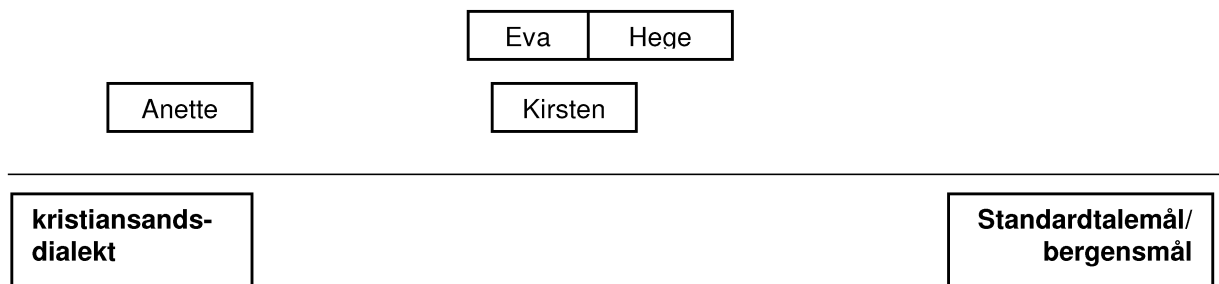 Eva Hege
Anette Kirsten
kristiansands- Standardtalemål/
dialekt bergensmål